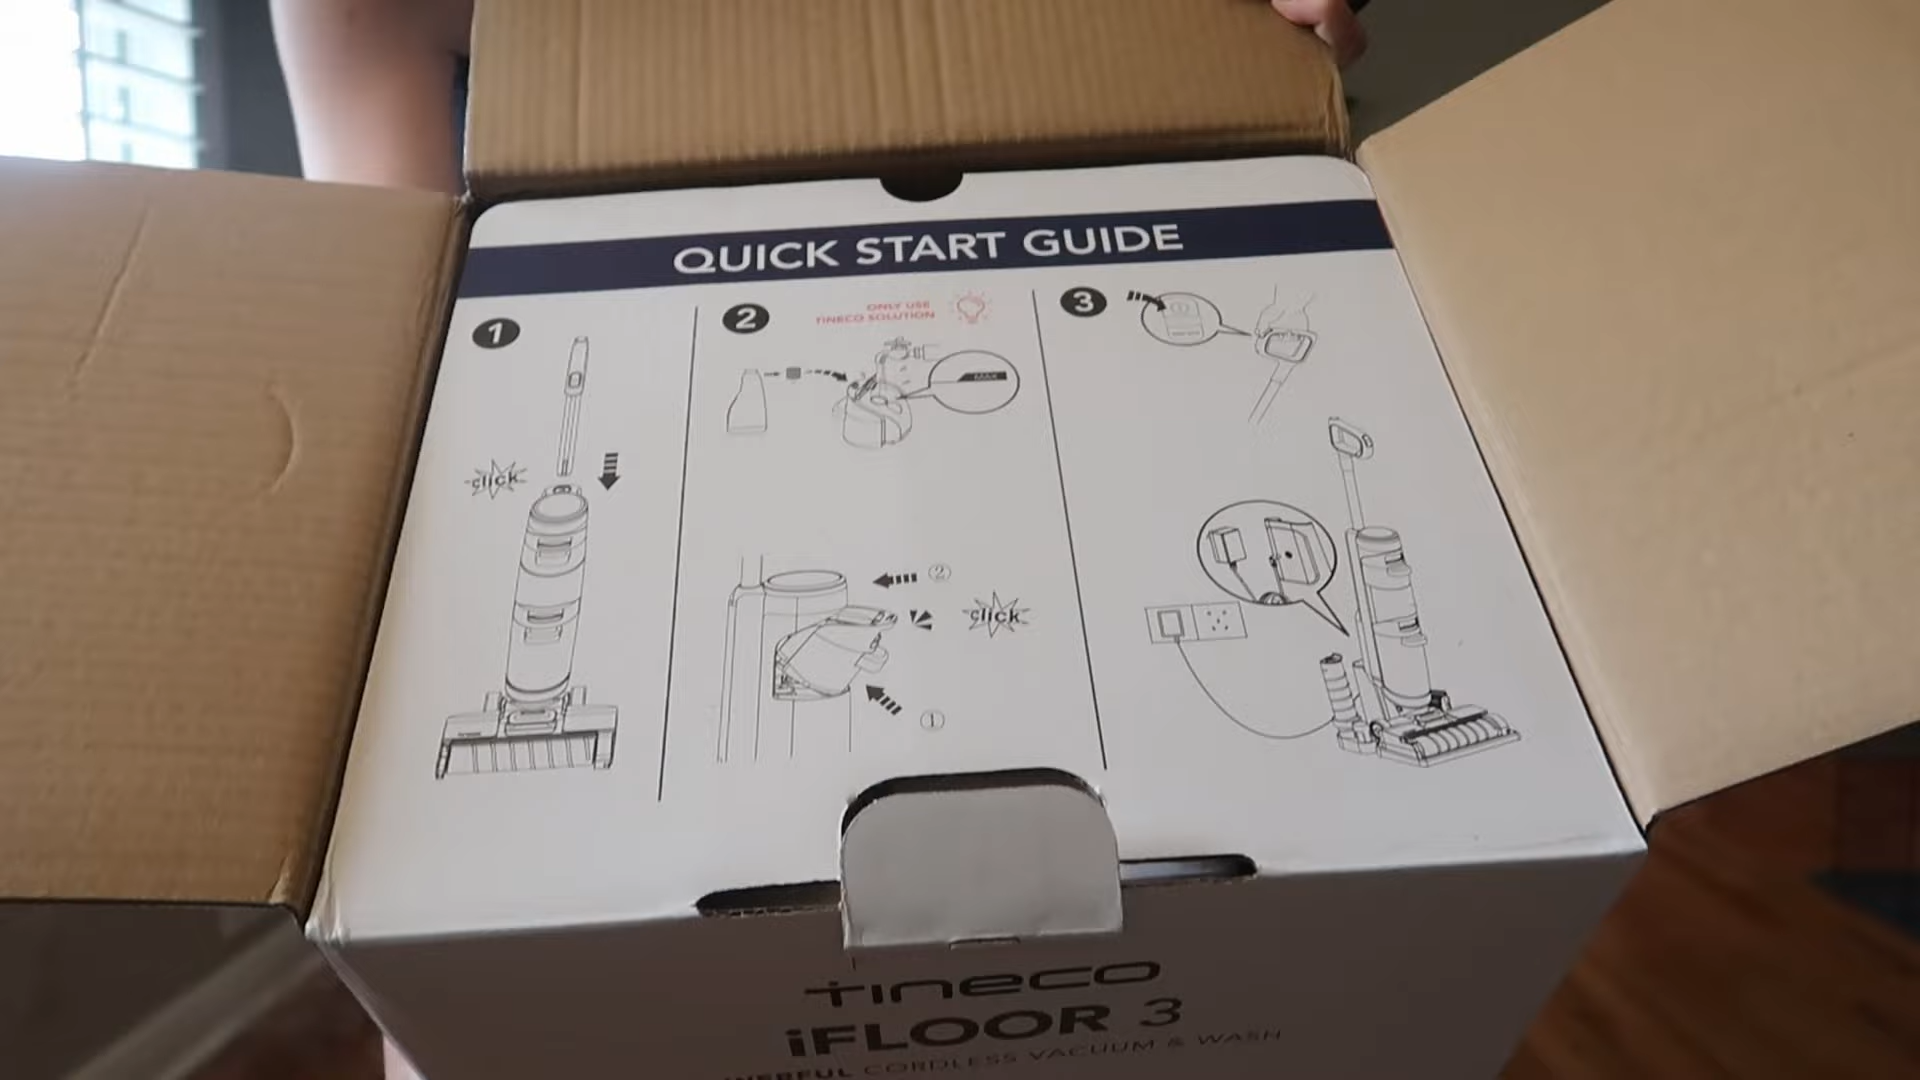 QUICK START GUIDE
1
click
2
ONLY USE
TINECO SOLUTION
MAX
②
click
①
3
tineco
iFLOOR 3
CORDLESS VACUUM & WASH